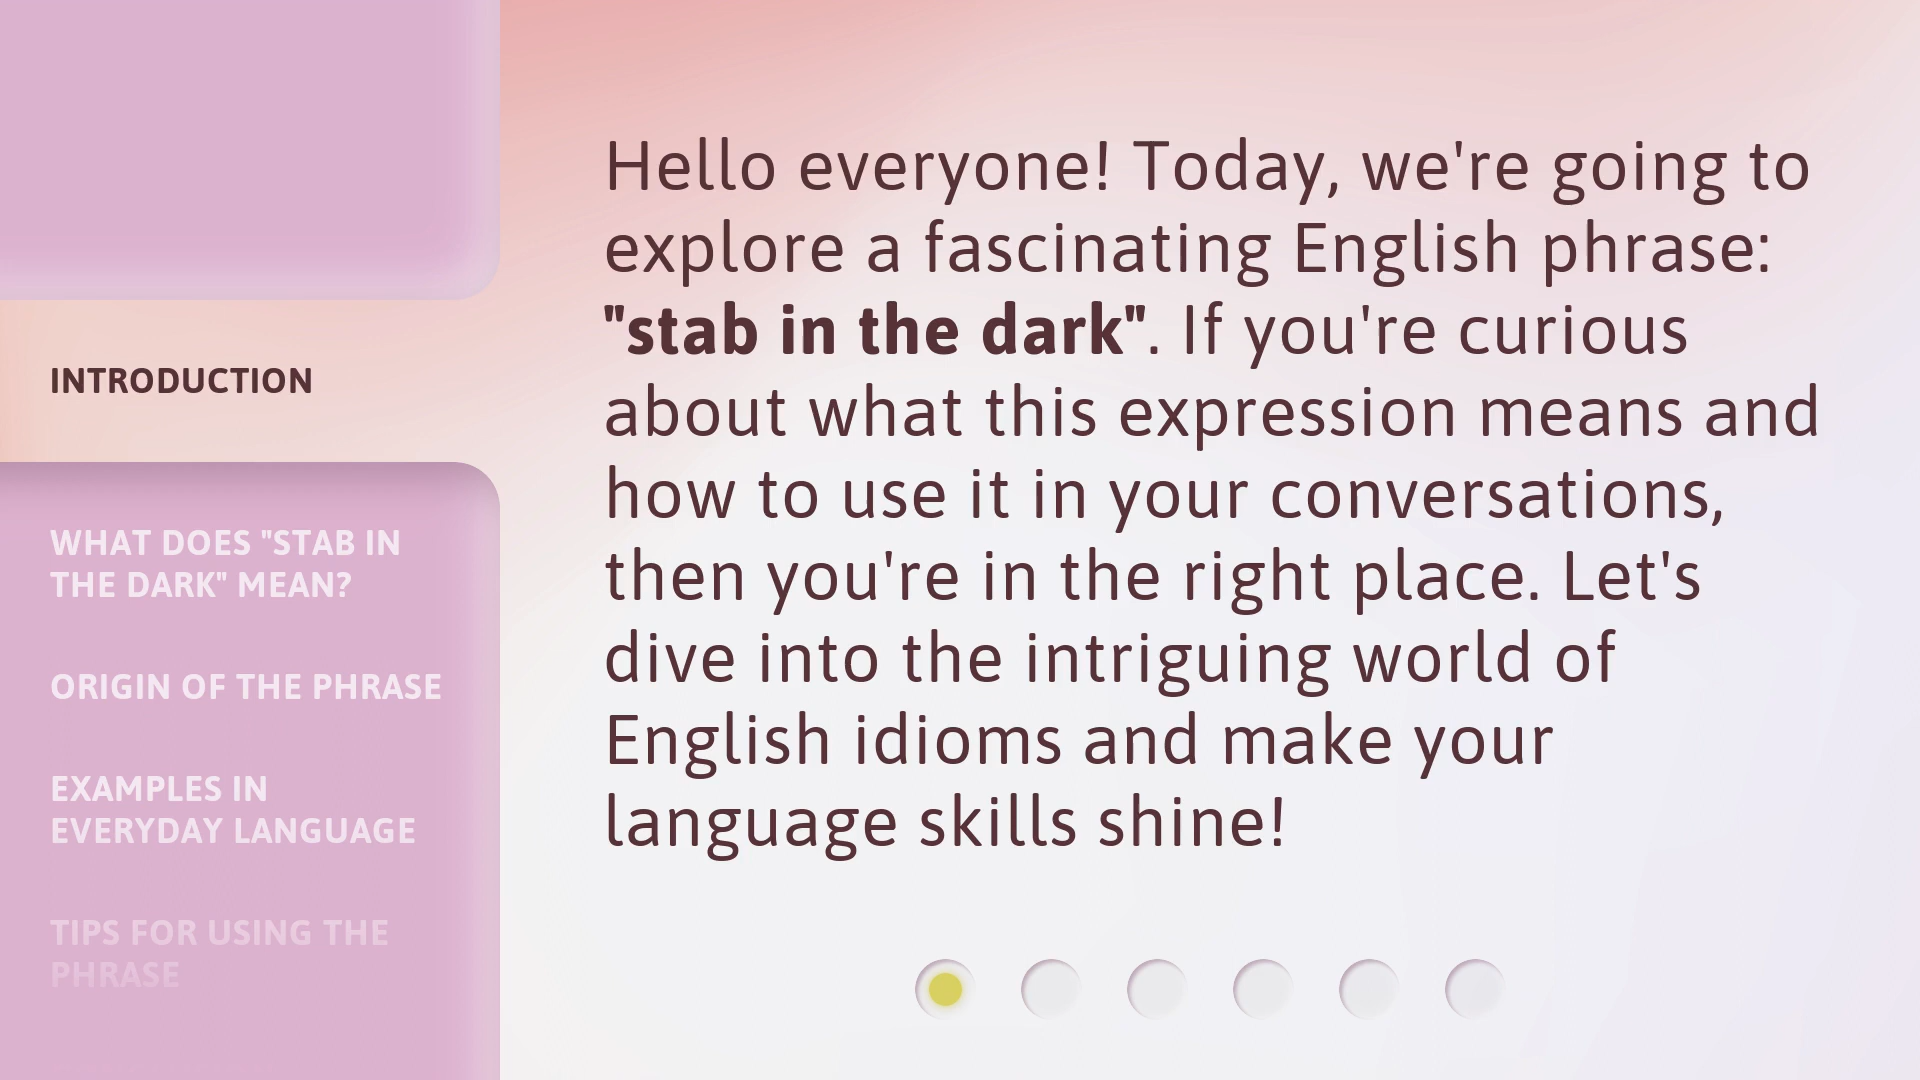 INTRODUCTION
WHAT DOES "STAB IN
THE DARK" MEAN?
ORIGIN OF THE PHRASE
EXAMPLES IN
EVERYDAY LANGUAGE
TIPS FOR USING THE
PHRASE
Hello everyone! Today, we're going to
explore a fascinating English phrase:
"stab in the dark". If you're curious
about what this expression means and
how to use it in your conversations,
then you're in the right place. Let's
dive into the intriguing world of
English idioms and make your
language skills shine!